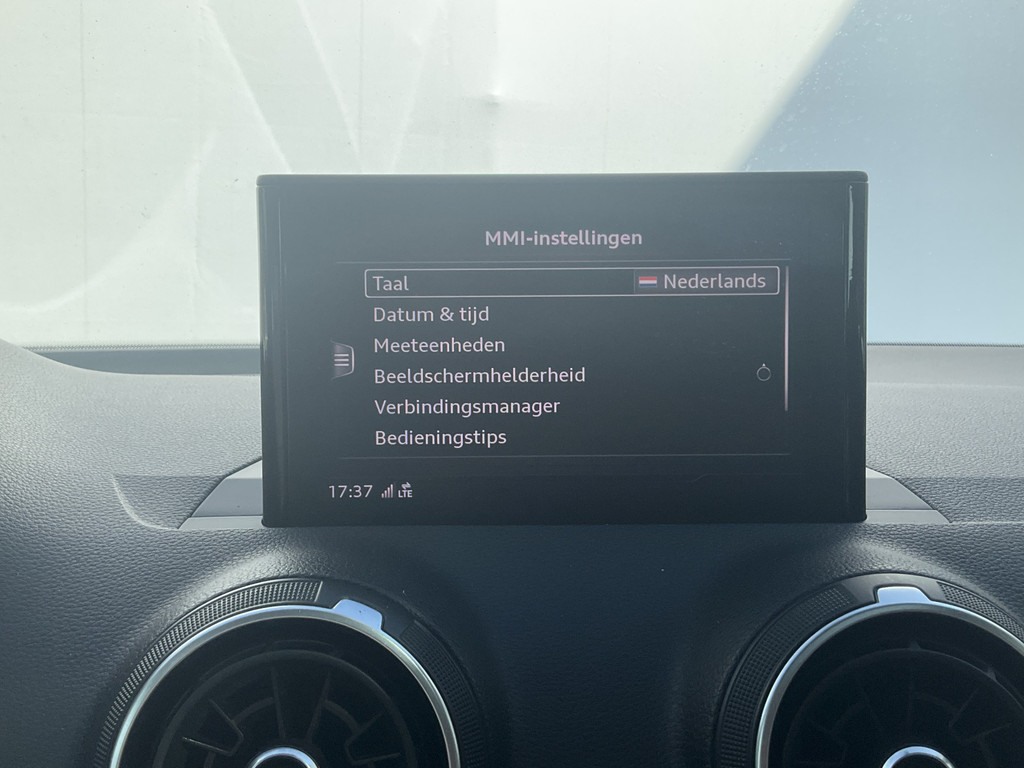 MMI-instellingen
Taal Nederlands
Datum & tijd
Meeteenheden
Beeldschermhelderheid
Verbindingsmanager
Bedieningstips
17:37 LTE